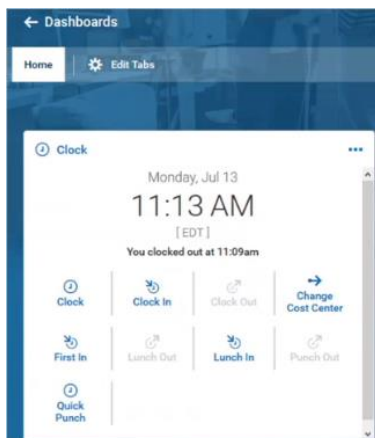 ← Dashboards
Home Edit Tabs
Clock ...
Monday, Jul 13
11:13 AM
[ EDT ]
You clocked out at 11:09am
Clock Clock In Clock Out Change
Cost Center
First In Lunch Out Lunch In Punch Out
Quick
Punch